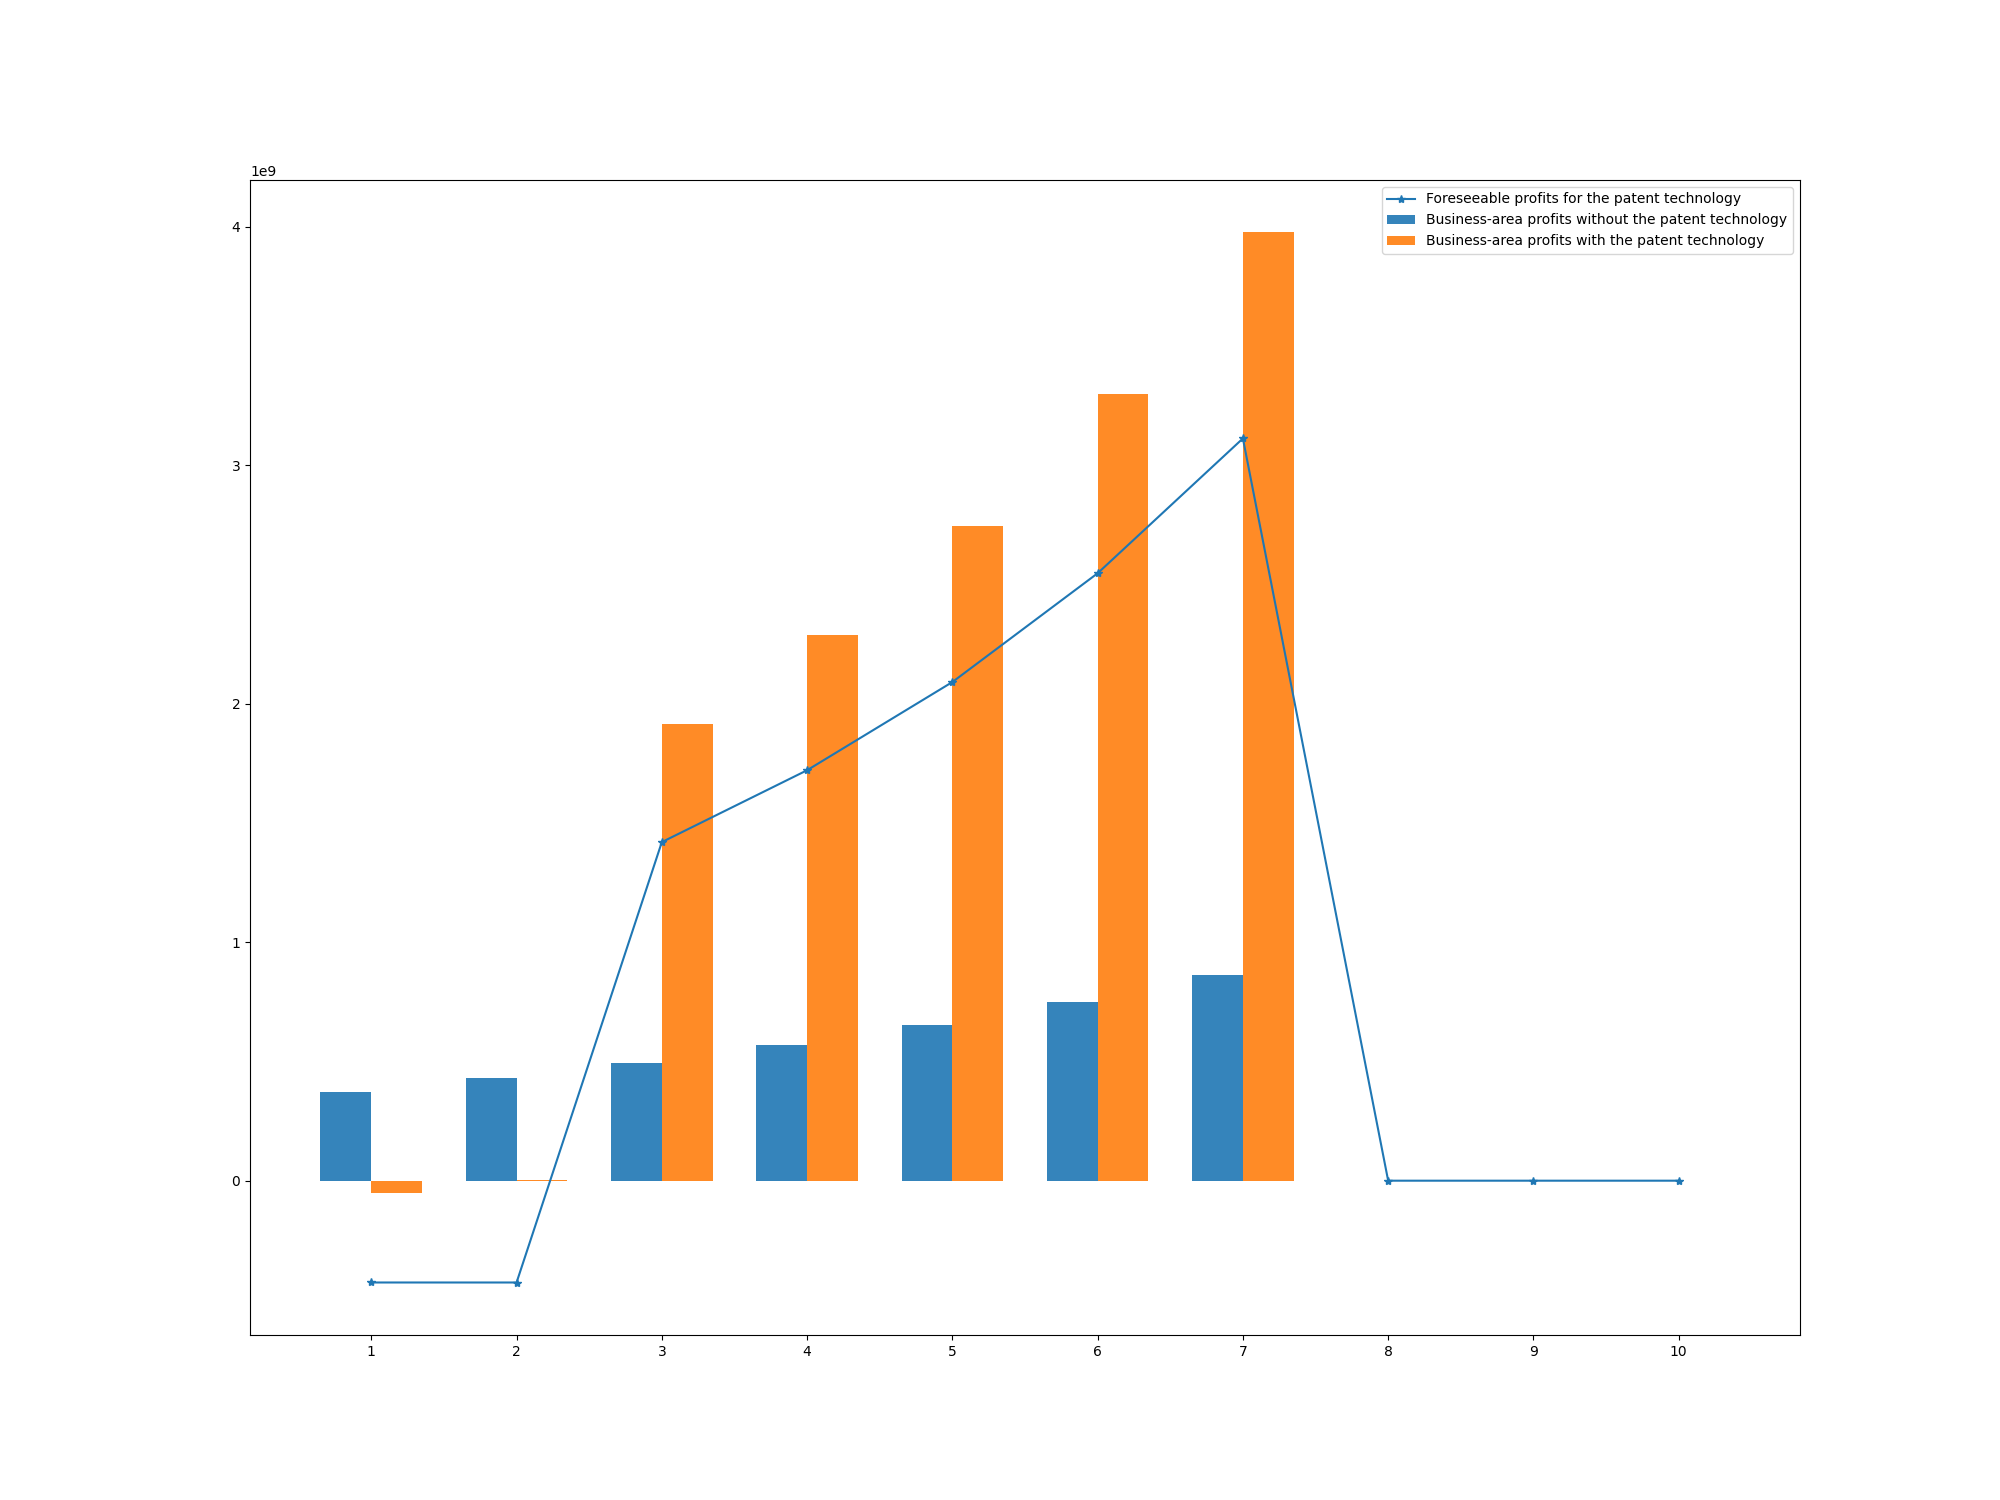 1e9
Foreseeable profits for the patent technology
Business-area profits without the patent technology
Business-area profits with the patent technology
4
3
2
1
0
1 2 3 4 5 6 7 8 9 10